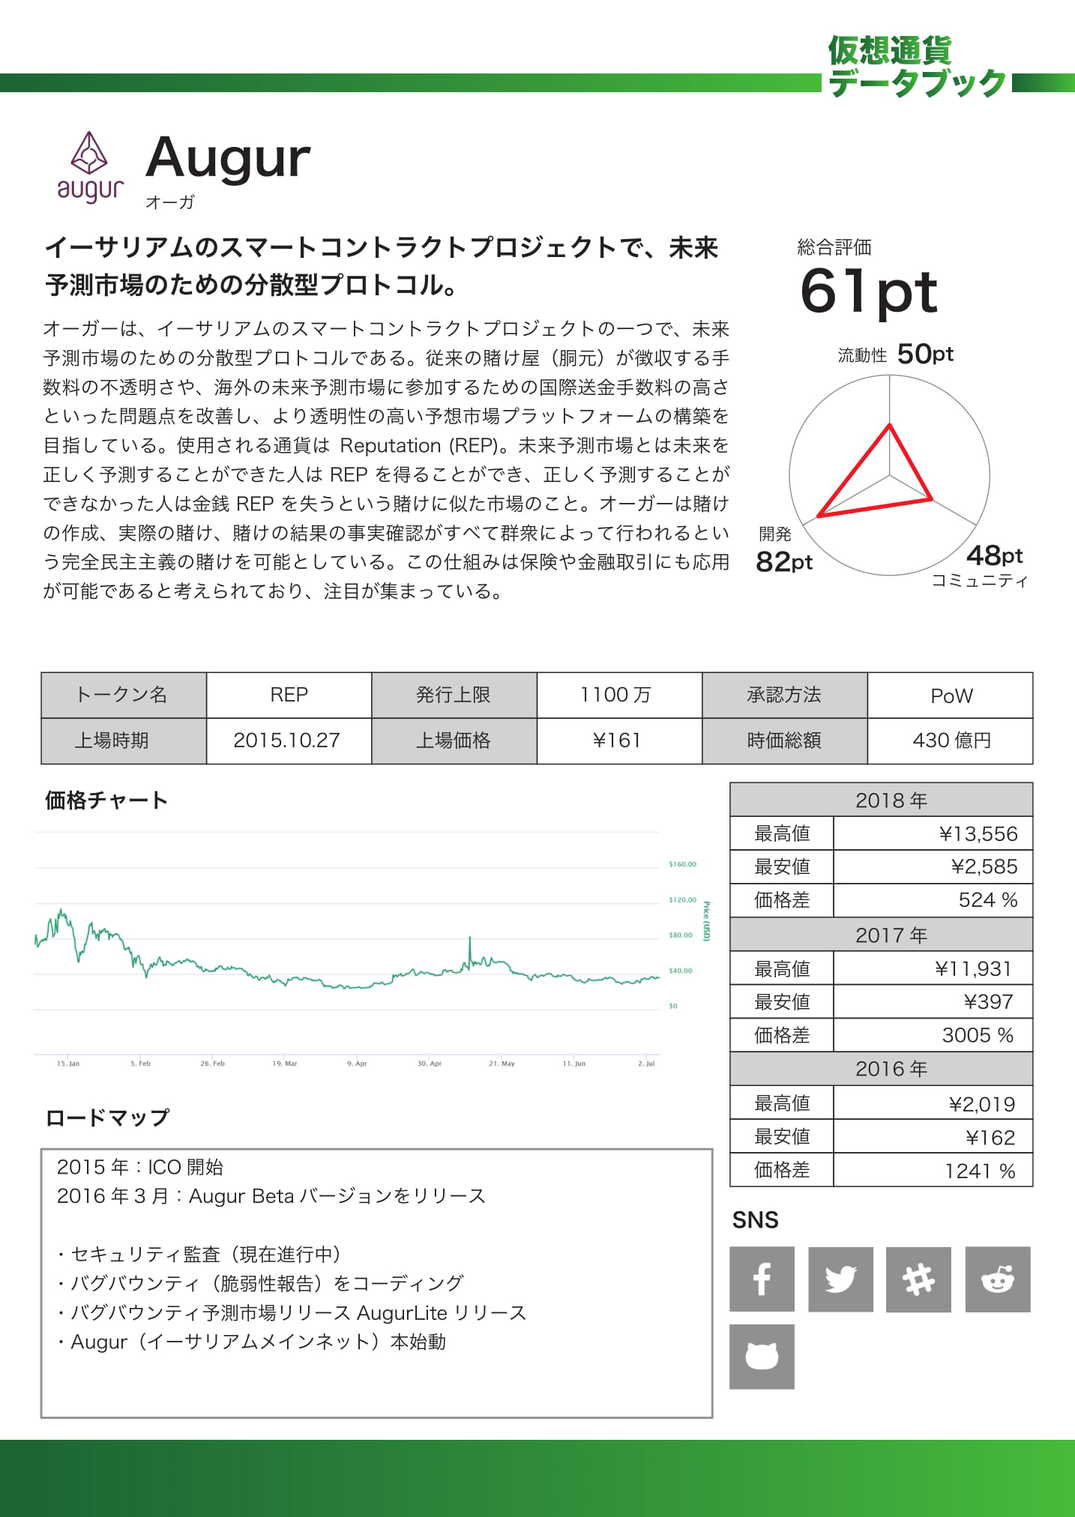 仮想通貨
データブック
augur
Augur
オーガ
イーサリアムのスマートコントラクトプロジェクトで、未来
予測市場のための分散型プロトコル。
オーガーは、イーサリアムのスマートコントラクトプロジェクトの一つで、未来
予測市場のための分散型プロトコルである。従来の賭け屋（胴元）が徴収する手
数料の不透明さや、海外の未来予測市場に参加するための国際送金手数料の高さ
といった問題点を改善し、より透明性の高い予想市場プラットフォームの構築を
目指している。使用される通貨は Reputation (REP)。未来予測市場とは未来を
正しく予測することができた人は REP を得ることができ、正しく予測することが
できなかった人は金銭 REP を失うという賭けに似た市場のこと。オーガーは賭け
の作成、実際の賭け、賭けの結果の事実確認がすべて群衆によって行われるとい
う完全民主主義の賭けを可能としている。この仕組みは保険や金融取引にも応用
が可能であると考えられており、注目が集まっている。
総合評価
61pt
流動性 50pt
開発
82pt
48pt
コミュニティ
トークン名 REP 発行上限 1100 万 承認方法 PoW
上場時期 2015.10.27 上場価格 ¥161 時価総額 430 億円
価格チャート
$160.00
$120.00
$80.00
$40.00
$0
Price (USD)
15. Jan 5. Feb 26. Feb 19. Mar 9. Apr 30. Apr 21. May 11. Jun 2. Jul
2018 年
最高値 ¥13,556
最安値 ¥2,585
価格差 524 %
2017 年
最高値 ¥11,931
最安値 ¥397
価格差 3005 %
2016 年
最高値 ¥2,019
最安値 ¥162
価格差 1241 %
ロードマップ
2015 年：ICO 開始
2016 年 3 月：Augur Beta バージョンをリリース
・セキュリティ監査（現在進行中）
・バグバウンティ（脆弱性報告）をコーディング
・バグバウンティ予測市場リリース AugurLite リリース
・Augur（イーサリアムメインネット）本始動
SNS